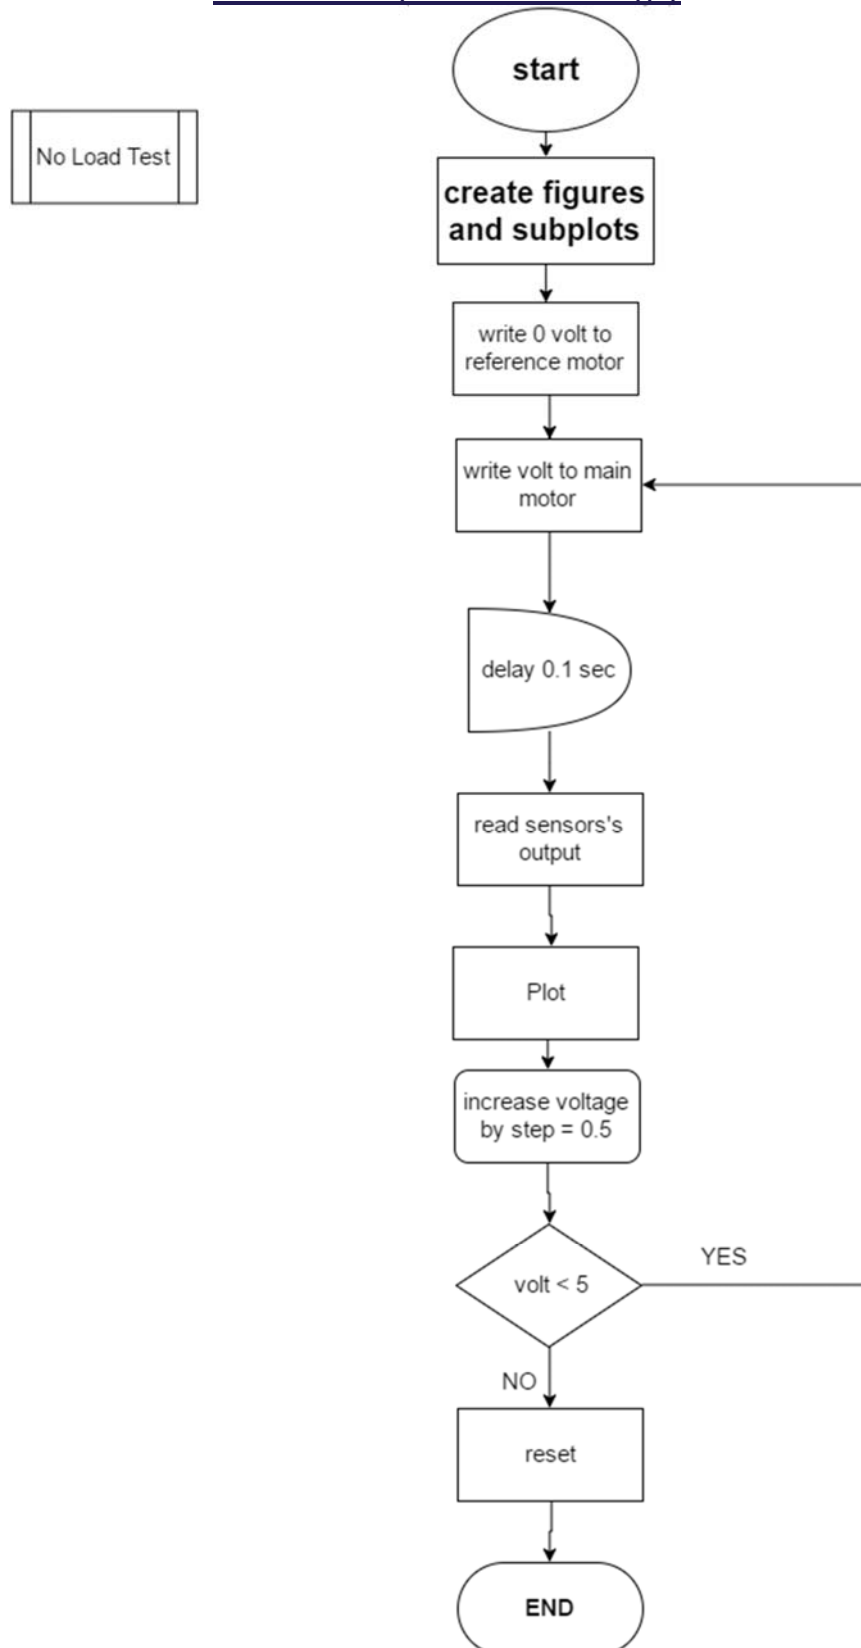 start
No Load Test
create figures
and subplots
write 0 volt to
reference motor
write volt to main
motor
delay 0.1 sec
read sensors's
output
Plot
increase voltage
by step = 0.5
volt < 5
YES
NO
reset
END